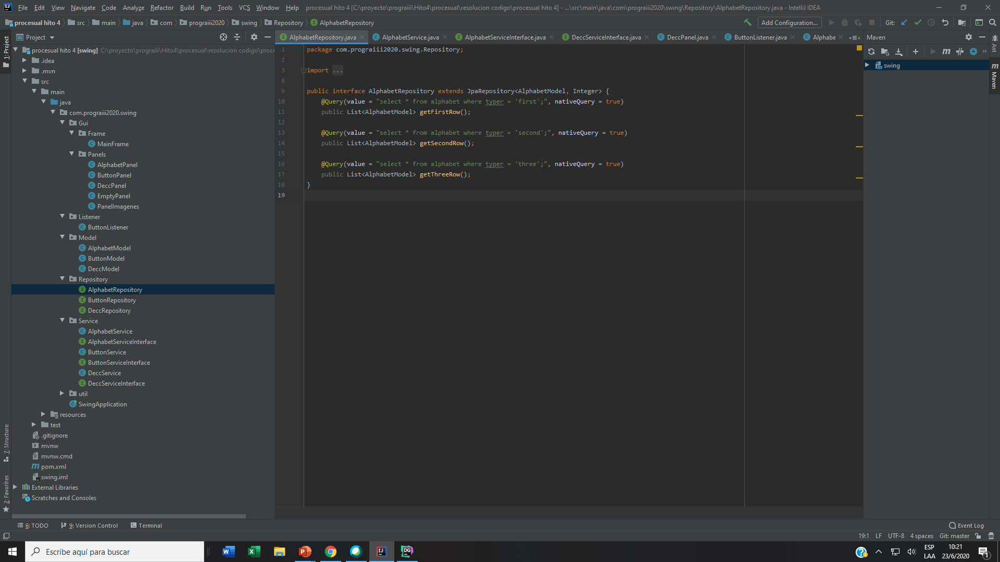 File Edit View Navigate Code Analyze Refactor Build Run Tools VCS Window Help procesual hito 4 [C:\proyecto\prograiii\Hito4\procesual\resolucion codigo\procesual hito 4] - ...\src\main\java\com\prograiii2020\swing\Repository\AlphabetRepository.java - IntelliJ IDEA
procesual hito 4 src main java com prograiii2020 swing Repository AlphabetRepository Add Configuration... Git:
Project AlphabetRepository.java AlphabetService.java AlphabetServiceInterface.java DeccServiceInterface.java DeccPanel.java ButtonListener.java Alphabe Maven
1: Project
7: Structure
2: Favorites
Ant
Maven
procesual hito 4 [swing] C:\proyecto\prograiii\Hito4\procesual\resolucion codigo\proce
.idea
.mvn
src
main
java
com.prograiii2020.swing
Gui
Frame
MainFrame
Panels
AlphabetPanel
ButtonPanel
DeccPanel
EmptyPanel
PanelImagenes
Listener
ButtonListener
Model
AlphabetModel
ButtonModel
DeccModel
Repository
AlphabetRepository
ButtonRepository
DeccRepository
Service
AlphabetService
AlphabetServiceInterface
ButtonService
ButtonServiceInterface
DeccService
DeccServiceInterface
util
SwingApplication
resources
test
.gitignore
mvnw
mvnw.cmd
pom.xml
swing.iml
External Libraries
Scratches and Consoles
1 package com.prograiii2020.swing.Repository;
2
3 import ...
8
9 public interface AlphabetRepository extends JpaRepository<AlphabetModel, Integer> {
10 @Query(value = "select * from alphabet where typer = 'first';", nativeQuery = true)
11 public List<AlphabetModel> getFirstRow();
12
13 @Query(value = "select * from alphabet where typer = 'second';", nativeQuery = true)
14 public List<AlphabetModel> getSecondRow();
15
16 @Query(value = "select * from alphabet where typer = 'three';", nativeQuery = true)
17 public List<AlphabetModel> getThreeRow();
18 }
19
swing
6: TODO 9: Version Control Terminal Event Log
19:1 LF UTF-8 4 spaces Git: master
Escribe aquí para buscar
ESP
LAA
10:21
23/6/2020
1